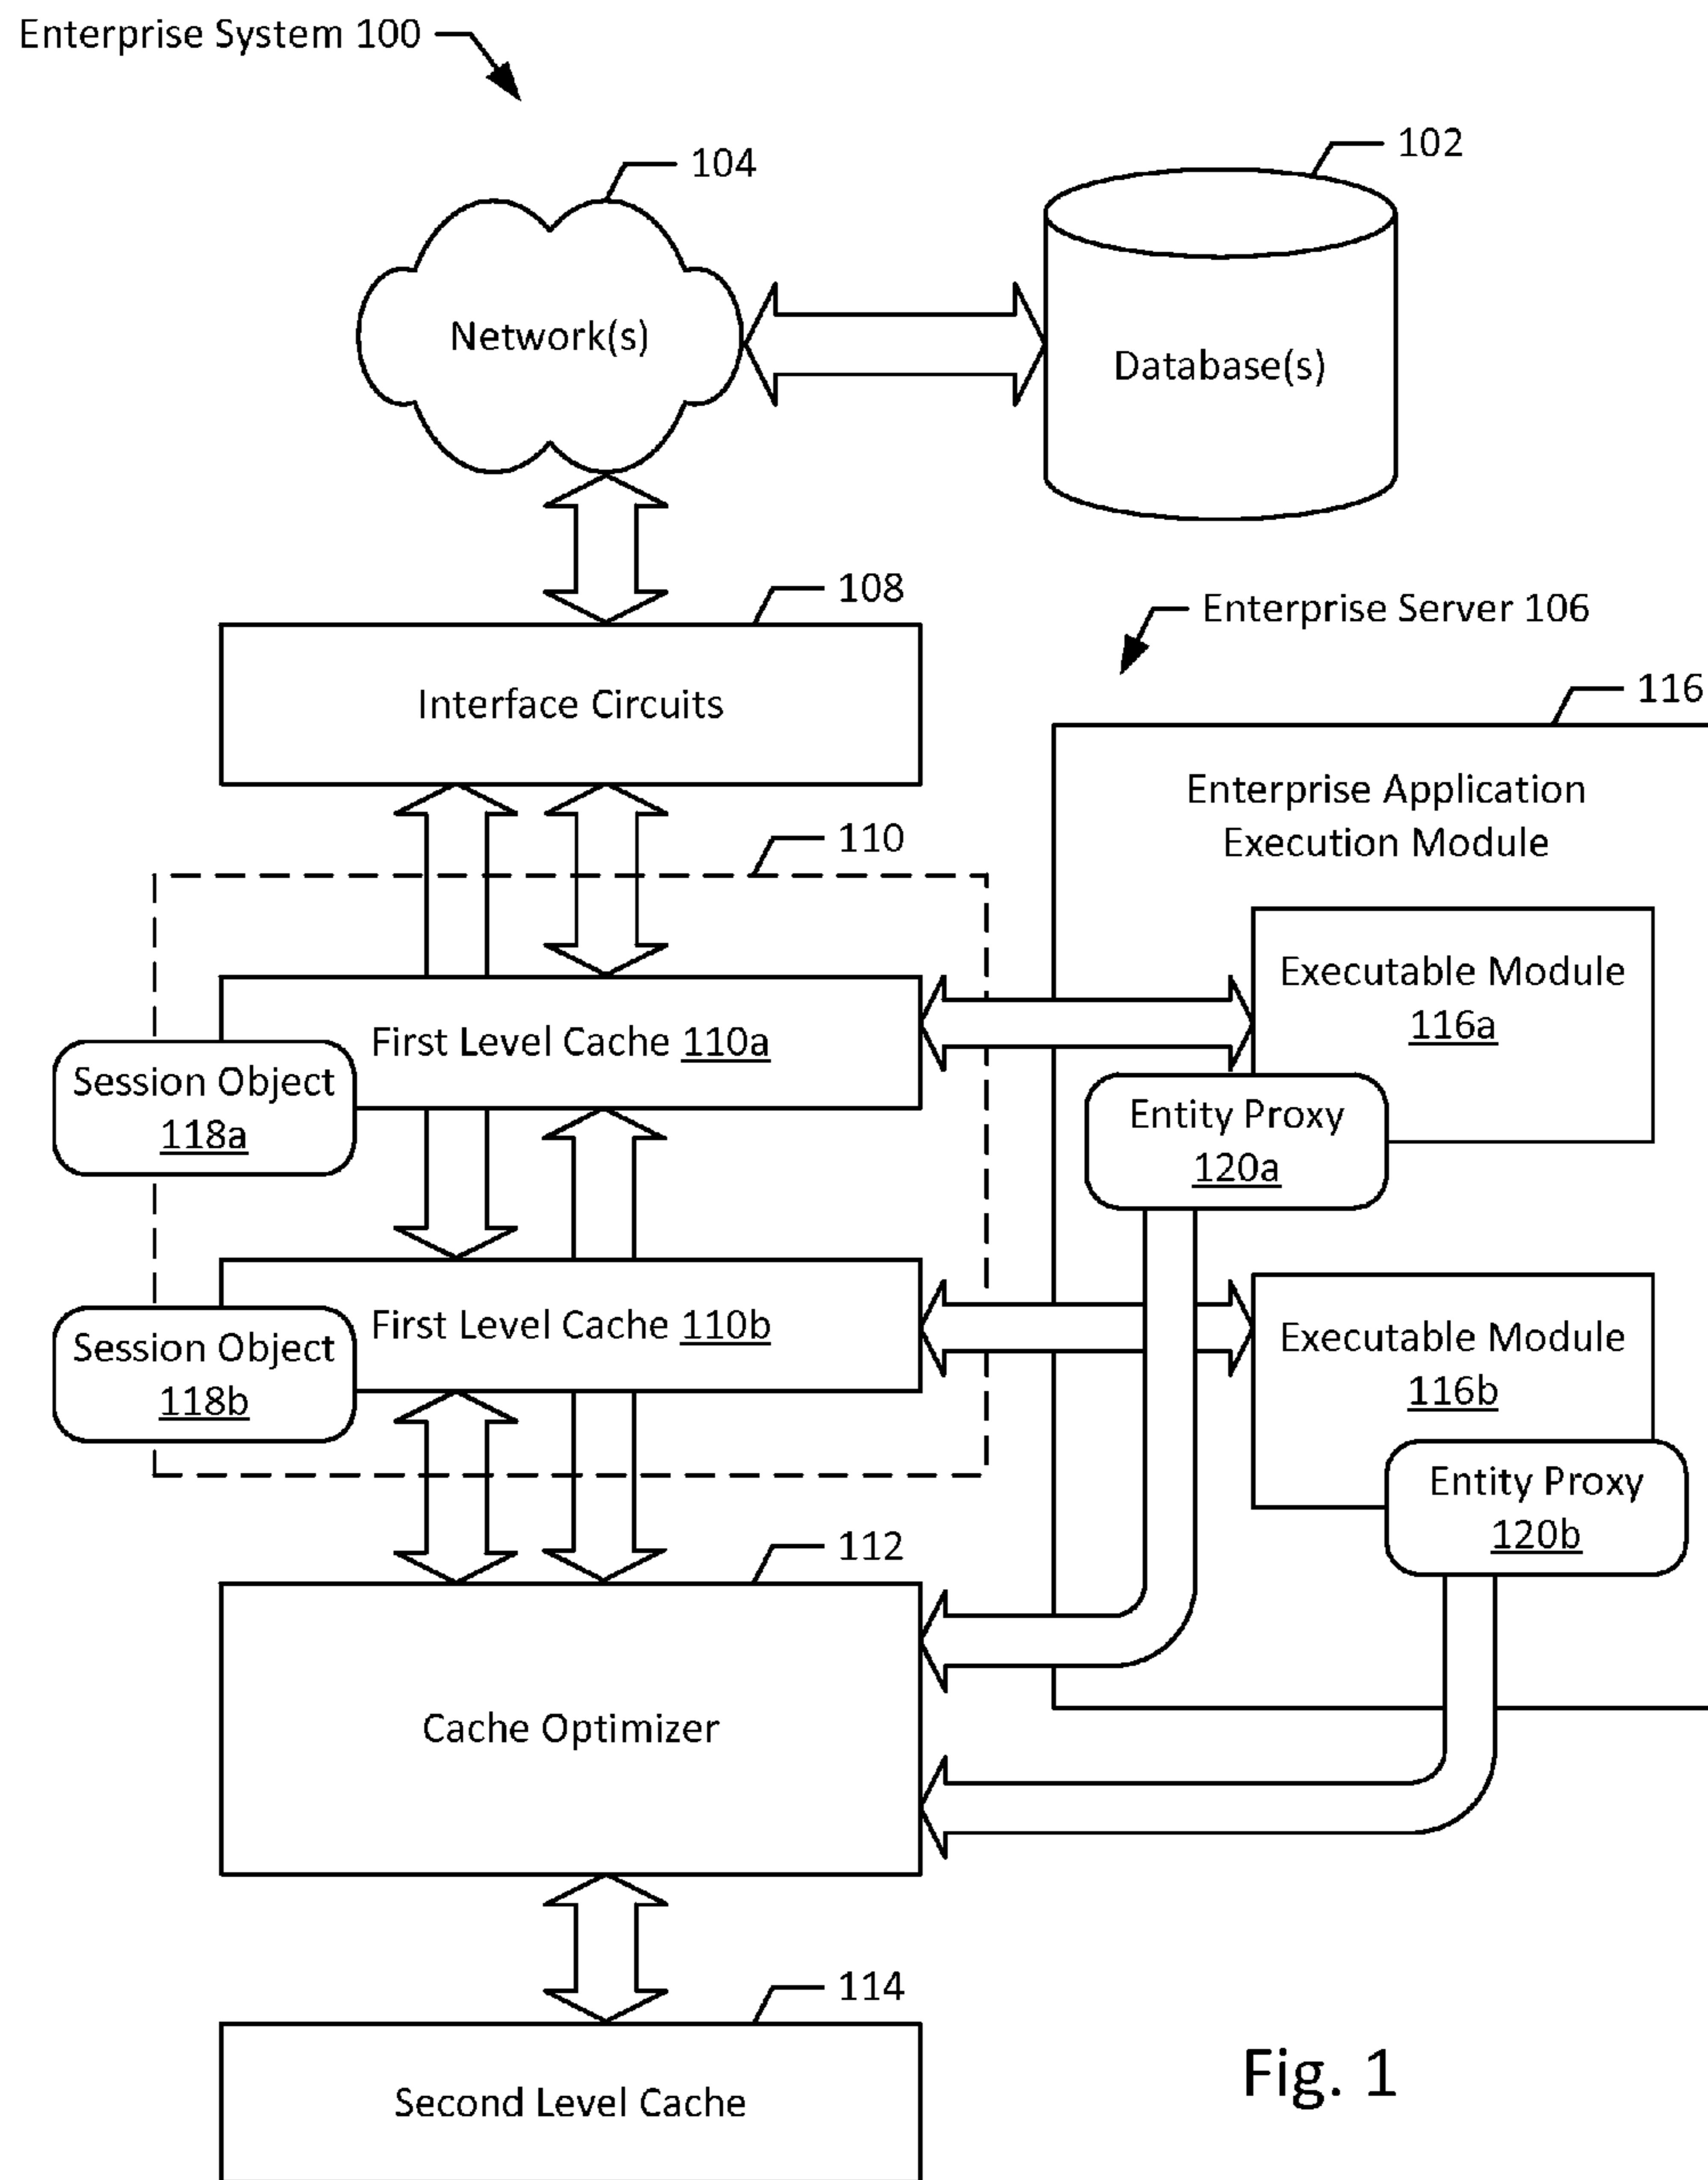 Enterprise System 100
104
102
Network(s)
Database(s)
108
Enterprise Server 106
Interface Circuits
116
Enterprise Application
Execution Module
110
Executable Module
116a
First Level Cache 110a
Session Object
118a
Entity Proxy
120a
First Level Cache 110b
Session Object
118b
Executable Module
116b
Entity Proxy
120b
112
Cache Optimizer
114
Second Level Cache
Fig. 1